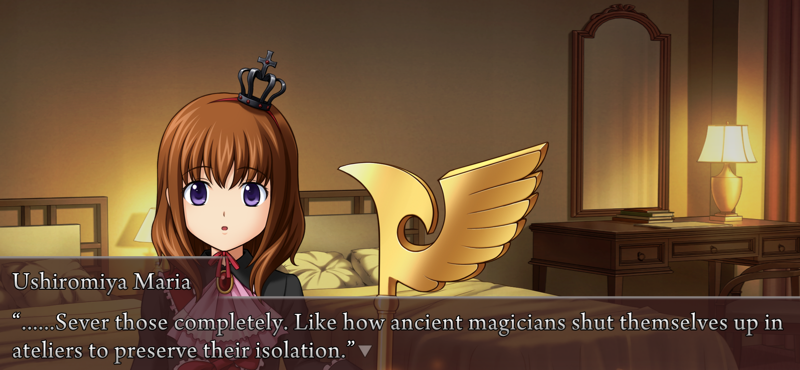 Ushiromiya Maria
“......Sever those completely. Like how ancient magicians shut themselves up in
ateliers to preserve their isolation.”